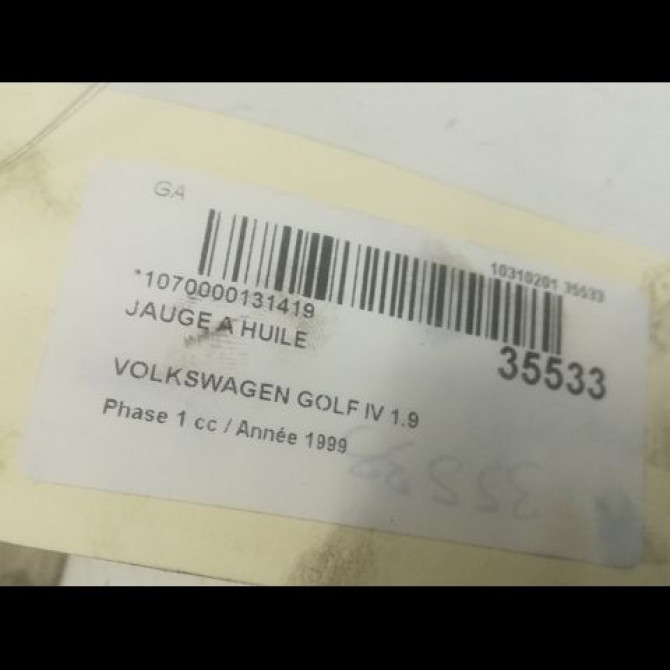 GA
10310201 35533
*1070000131419
JAUGE A HUILE
35533
VOLKSWAGEN GOLF IV 1.9
Phase 1 cc / Année 1999